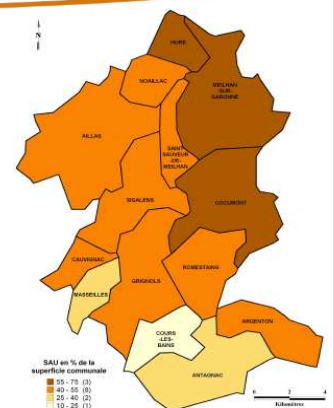 N
HURE
MEILHAN
SUR
GARONNE
NOAILLAC
AILLAS
SAINT
SAUVEUR
-DE-
MEILHAN
COCUMONT
SIGALENS
CAUVIGNAC
GRIGNOLS
ROMESTAING
MASSEILLES
COURS
-LES-
BAINS
ARGENTON
ANTAGNAC
SAU en % de la
superficie communale
55 - 75 (3)
40 - 55 (8)
25 - 40 (2)
10 - 25 (1)
0 2 4
Kilomètres